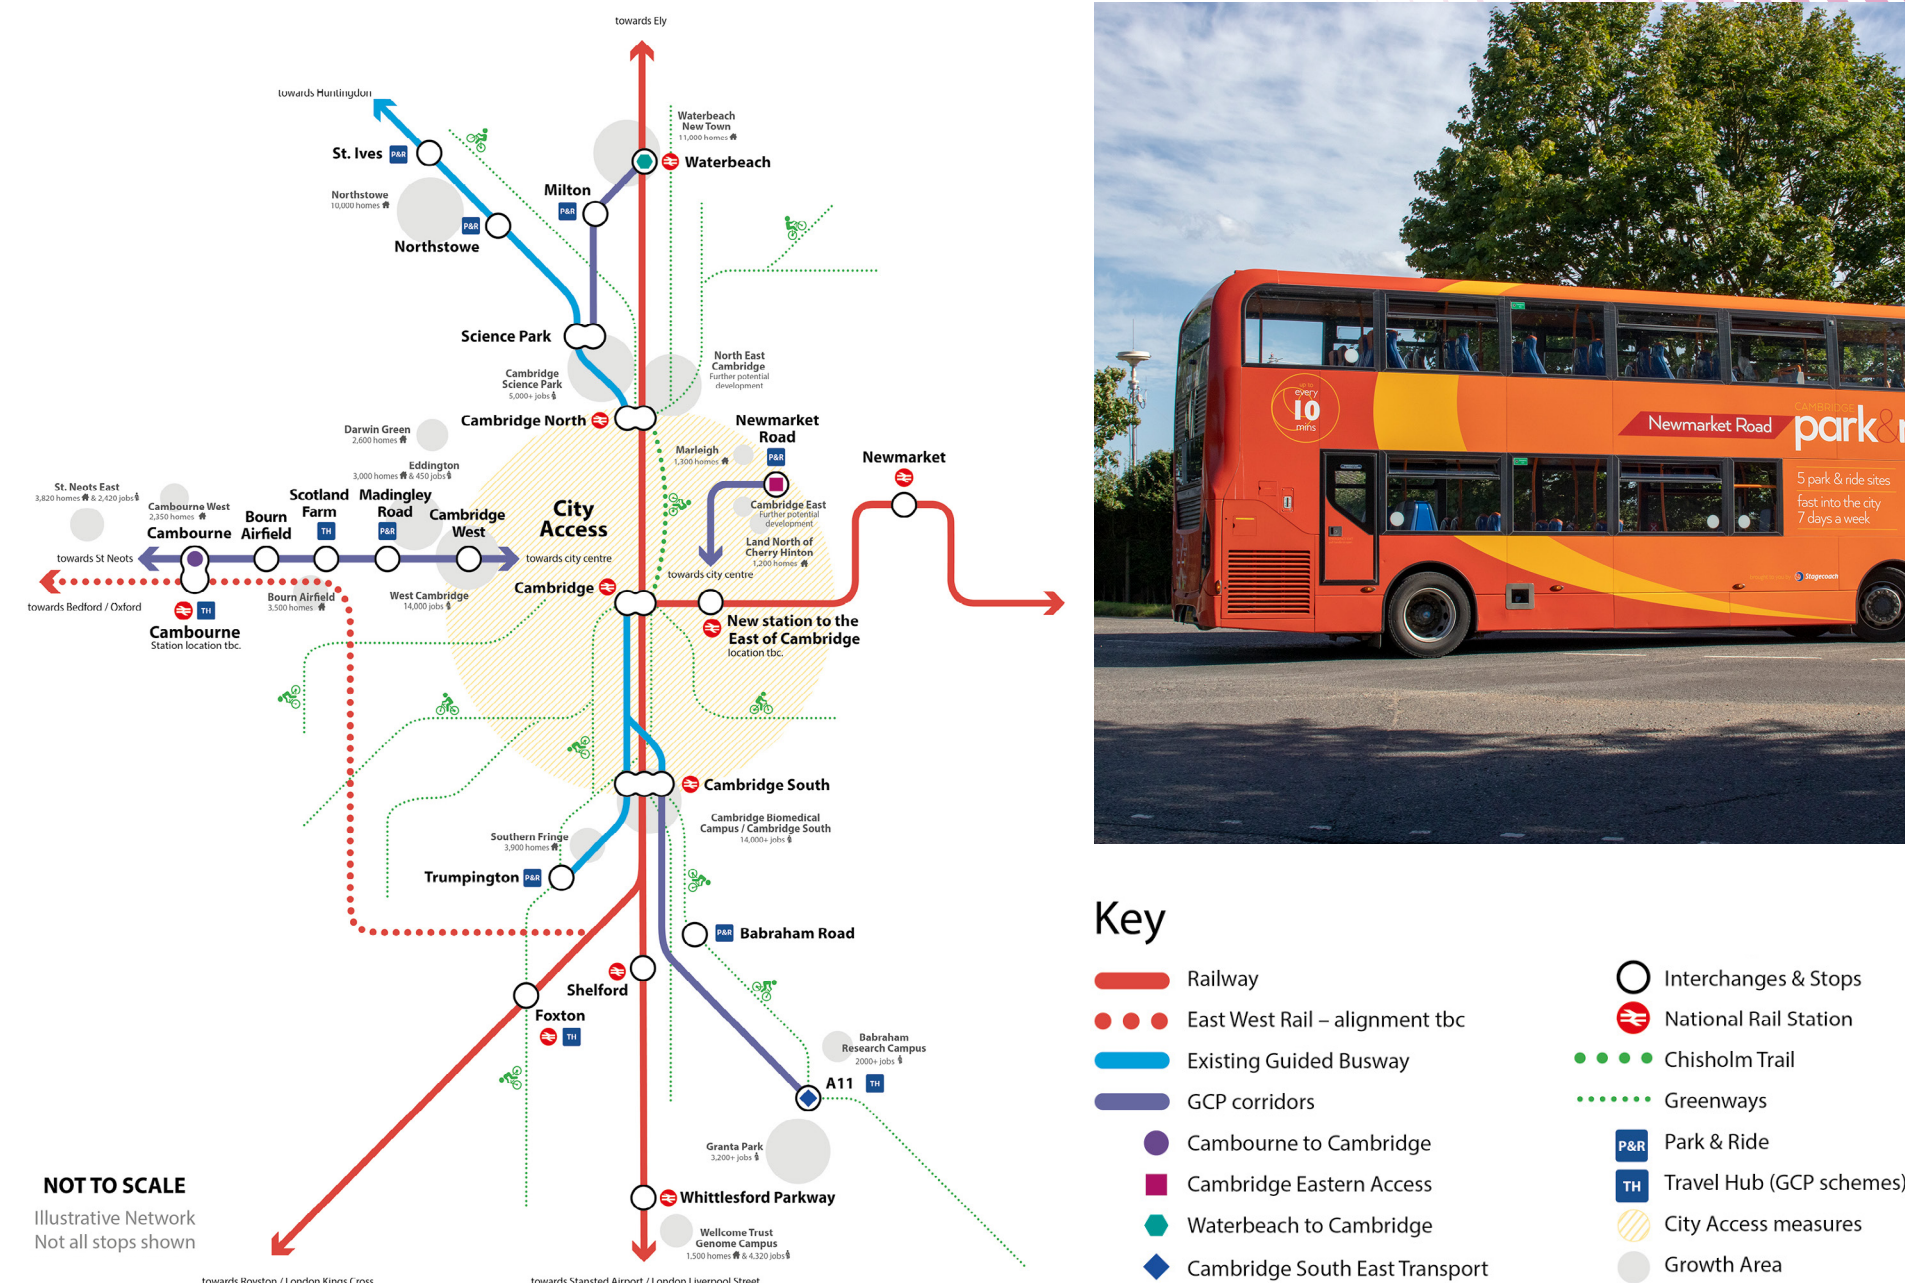 towards Ely
towards Huntingdon
Waterbeach
New Town
11,000 homes
St. Ives
P&R
Waterbeach
Northstowe
10,000 homes
Milton
P&R
P&R
Northstowe
Science Park
North East
Cambridge
Further potential
development
Cambridge
Science Park
5,000+ jobs
Cambridge North
Newmarket
Road
P&R
Darwin Green
2,600 homes
Marleigh
1,300 homes
Newmarket
Eddington
3,000 homes & 450 jobs
St. Neots East
3,820 homes & 2,420 jobs
Cambourne West
2,350 homes
Scotland
Farm
TH
Madingley
Road
P&R
Cambridge
West
City
Access
Cambridge East
Further potential
development
Cambourne
Bourn
Airfield
Land North of
Cherry Hinton
1,200 homes
towards St Neots
towards city centre
towards city centre
Cambridge
towards Bedford / Oxford
Bourn Airfield
3,500 homes
West Cambridge
14,000 jobs
TH
Cambourne
Station location tbc.
New station to the
East of Cambridge
location tbc.
Cambridge South
Cambridge Biomedical
Campus / Cambridge South
14,000+ jobs
Southern Fringe
3,900 homes
Trumpington
P&R
P&R
Babraham Road
Shelford
Foxton
TH
Babraham
Research Campus
2000+ jobs
A11
TH
Granta Park
3,200+ jobs
Whittlesford Parkway
Wellcome Trust
Genome Campus
1,500 homes & 4,320 jobs
NOT TO SCALE
Illustrative Network
Not all stops shown
towards Royston / London Kings Cross
towards Stansted Airport / London Liverpool Street
up to
every
10
mins
Newmarket Road
CAMBRIDGE
park&
5 park & ride sites
fast into the city
7 days a week
Stagecoach
Key
Railway
East West Rail – alignment tbc
Existing Guided Busway
GCP corridors
Cambourne to Cambridge
Cambridge Eastern Access
Waterbeach to Cambridge
Cambridge South East Transport
Interchanges & Stops
National Rail Station
Chisholm Trail
Greenways
P&R
Park & Ride
TH
Travel Hub (GCP schemes)
City Access measures
Growth Area